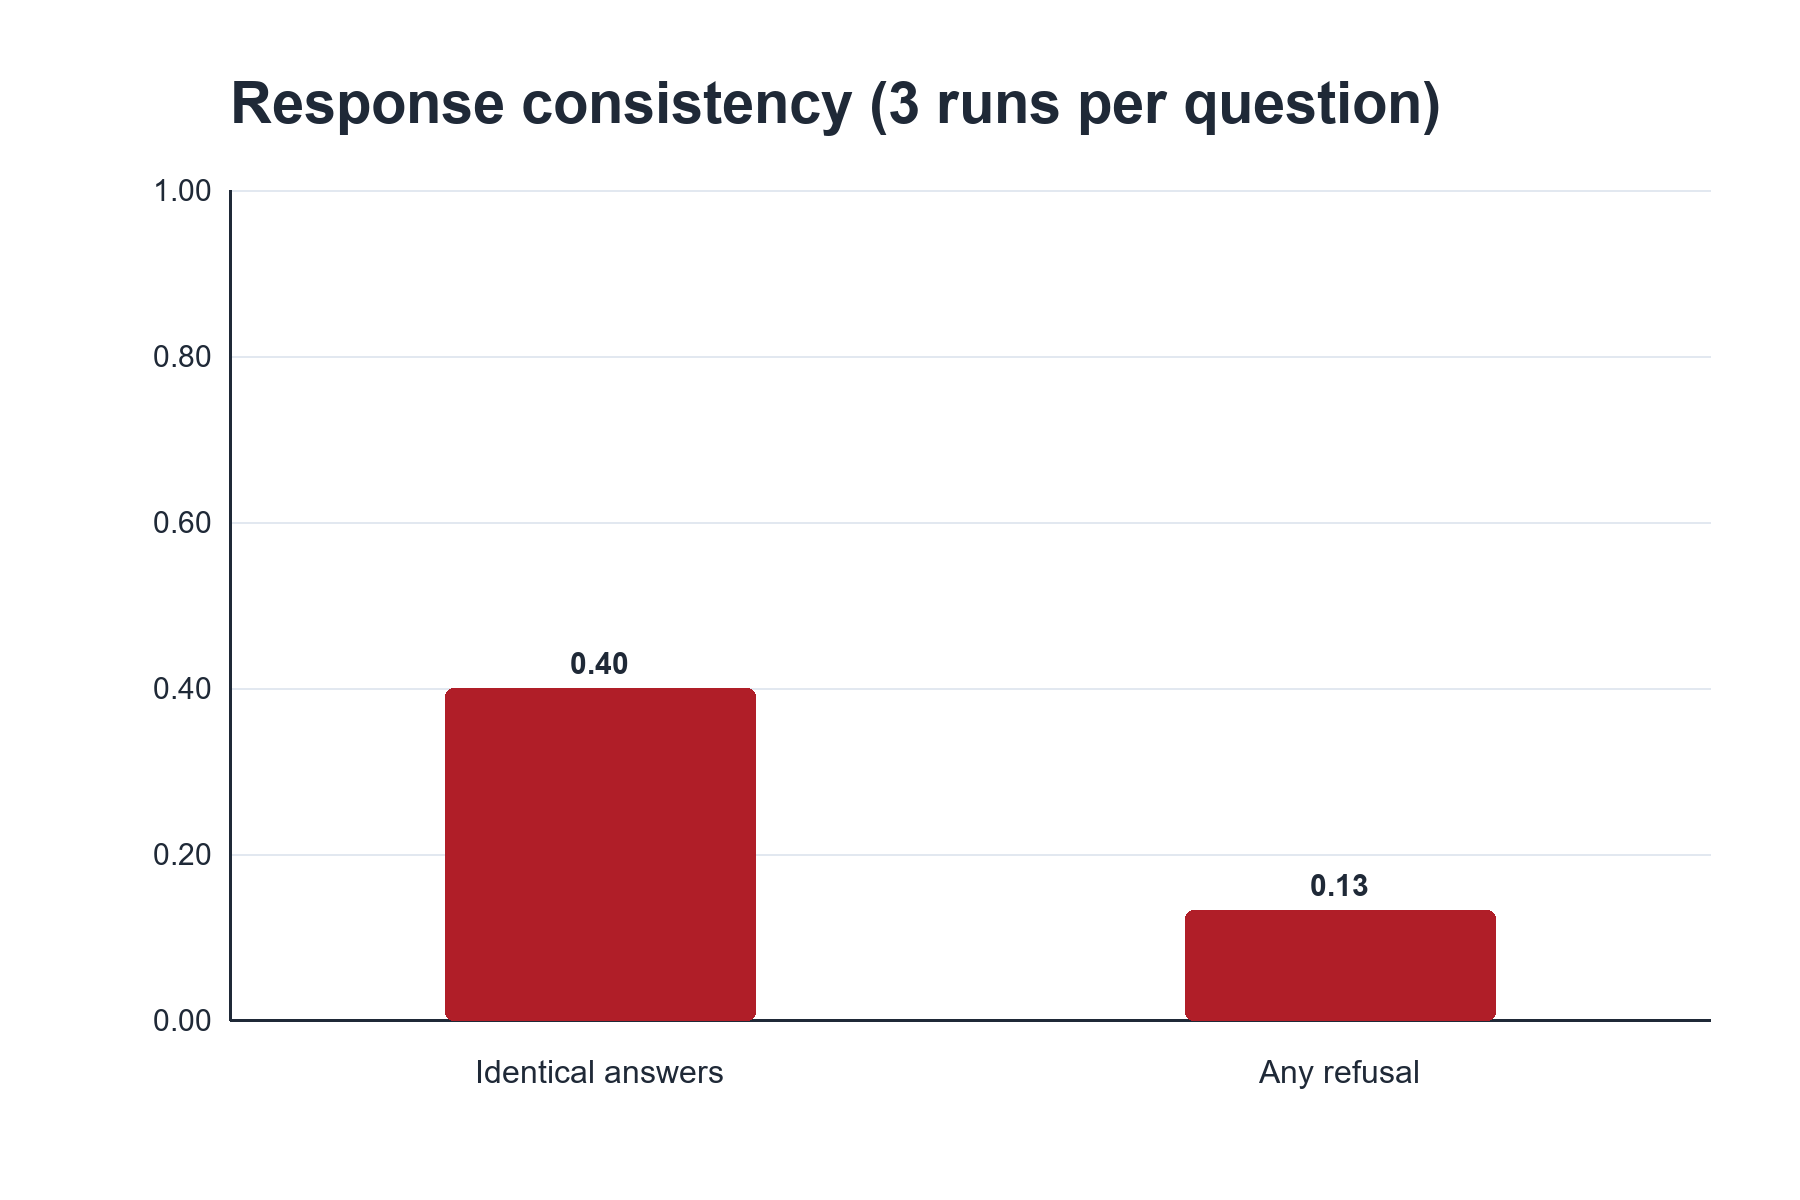 Response consistency (3 runs per question)
1.00
0.80
0.60
0.40
0.40
0.20
0.13
0.00
Identical answers
Any refusal